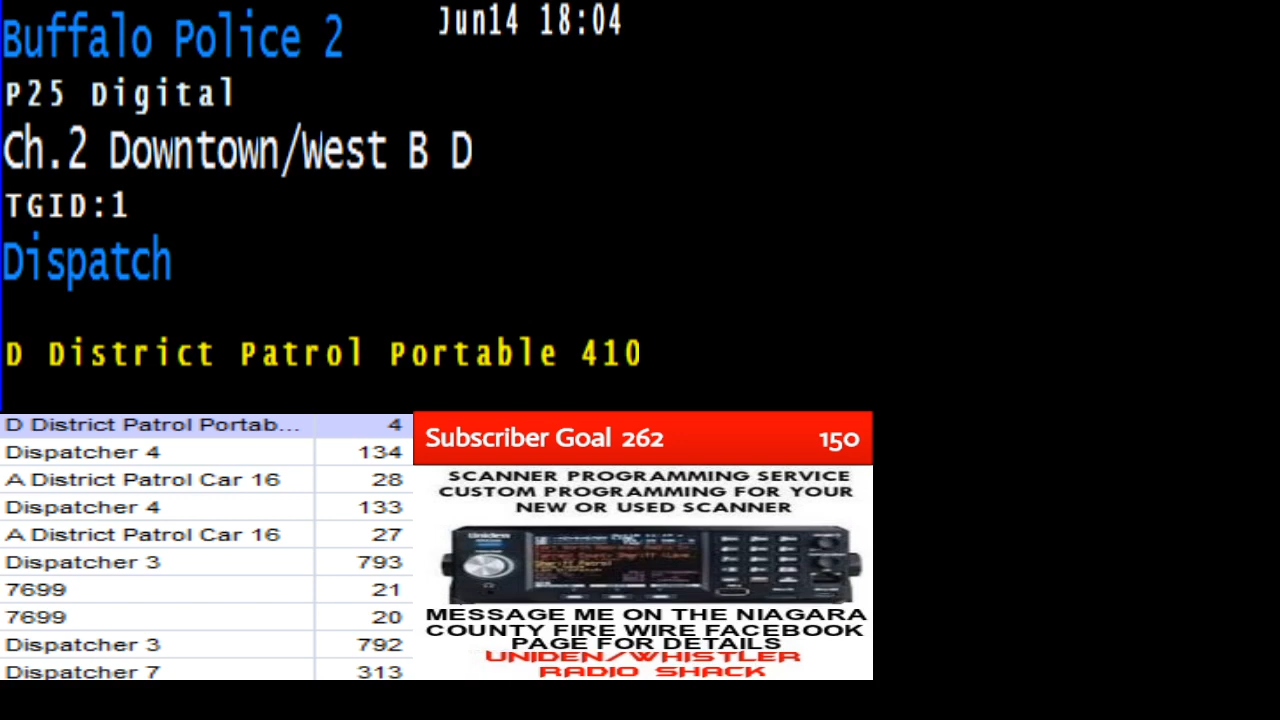 Buffalo Police 2
Jun14 18:04
P25 Digital
Ch.2 Downtown/West B D
TGID:1
Dispatch
D District Patrol Portable 410
D District Patrol Portab... 4
Dispatcher 4 134
A District Patrol Car 16 28
Dispatcher 4 133
A District Patrol Car 16 27
Dispatcher 3 793
7699 21
7699 20
Dispatcher 3 792
Dispatcher 7 313
Subscriber Goal 262 150
SCANNER PROGRAMMING SERVICE
CUSTOM PROGRAMMING FOR YOUR
NEW OR USED SCANNER
Uniden
MESSAGE ME ON THE NIAGARA
COUNTY FIRE WIRE FACEBOOK
PAGE FOR DETAILS
UNIDEN/WHISTLER
RADIO SHACK